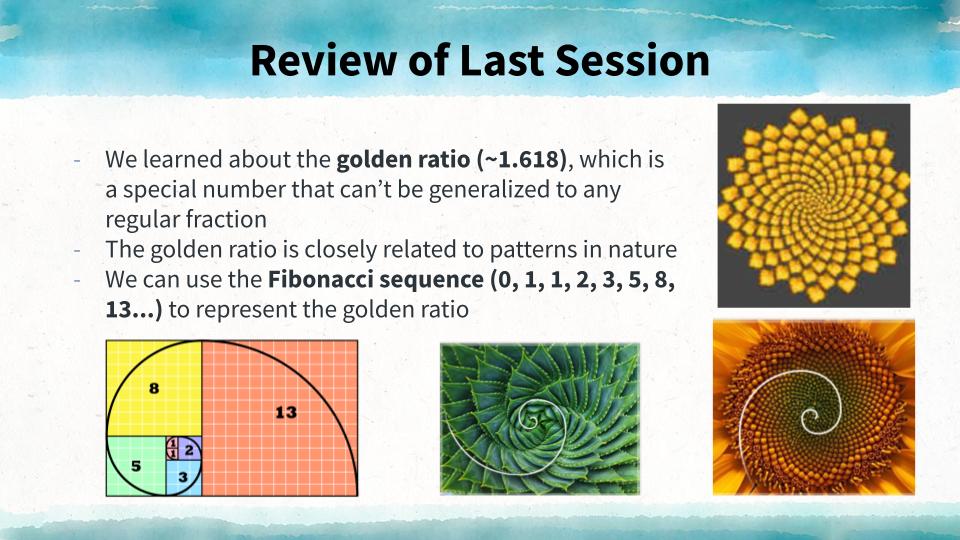 Review of Last Session
- We learned about the golden ratio (~1.618), which is
a special number that can’t be generalized to any
regular fraction
- The golden ratio is closely related to patterns in nature
- We can use the Fibonacci sequence (0, 1, 1, 2, 3, 5, 8,
13...) to represent the golden ratio
8
13
1
2
1
5
3